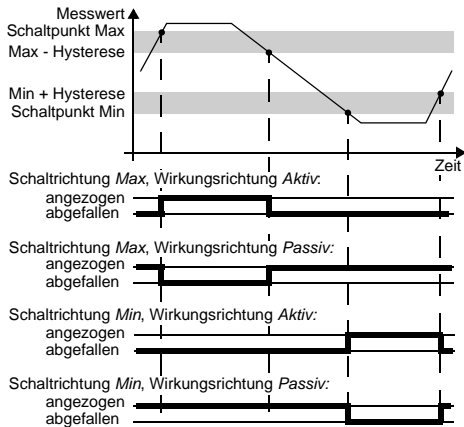 Messwert
Schaltpunkt Max
Max - Hysterese
Min + Hysterese
Schaltpunkt Min
Zeit
Schaltrichtung Max, Wirkungsrichtung Aktiv:
angezogen
abgefallen
Schaltrichtung Max, Wirkungsrichtung Passiv:
angezogen
abgefallen
Schaltrichtung Min, Wirkungsrichtung Aktiv:
angezogen
abgefallen
Schaltrichtung Min, Wirkungsrichtung Passiv:
angezogen
abgefallen